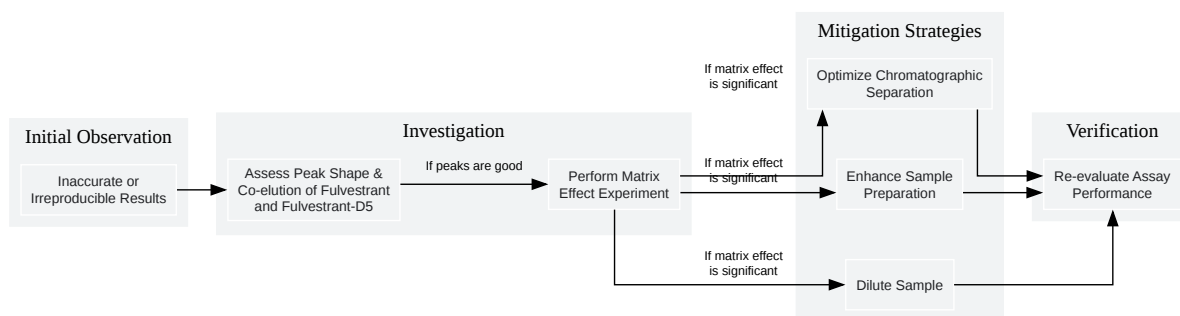 Initial Observation
Inaccurate or
Irreproducible Results
Investigation
Assess Peak Shape &
Co-elution of Fulvestrant
and Fulvestrant-D5
If peaks are good
Perform Matrix
Effect Experiment
If matrix effect
is significant
If matrix effect
is significant
If matrix effect
is significant
Mitigation Strategies
Optimize Chromatographic
Separation
Enhance Sample
Preparation
Dilute Sample
Verification
Re-evaluate Assay
Performance